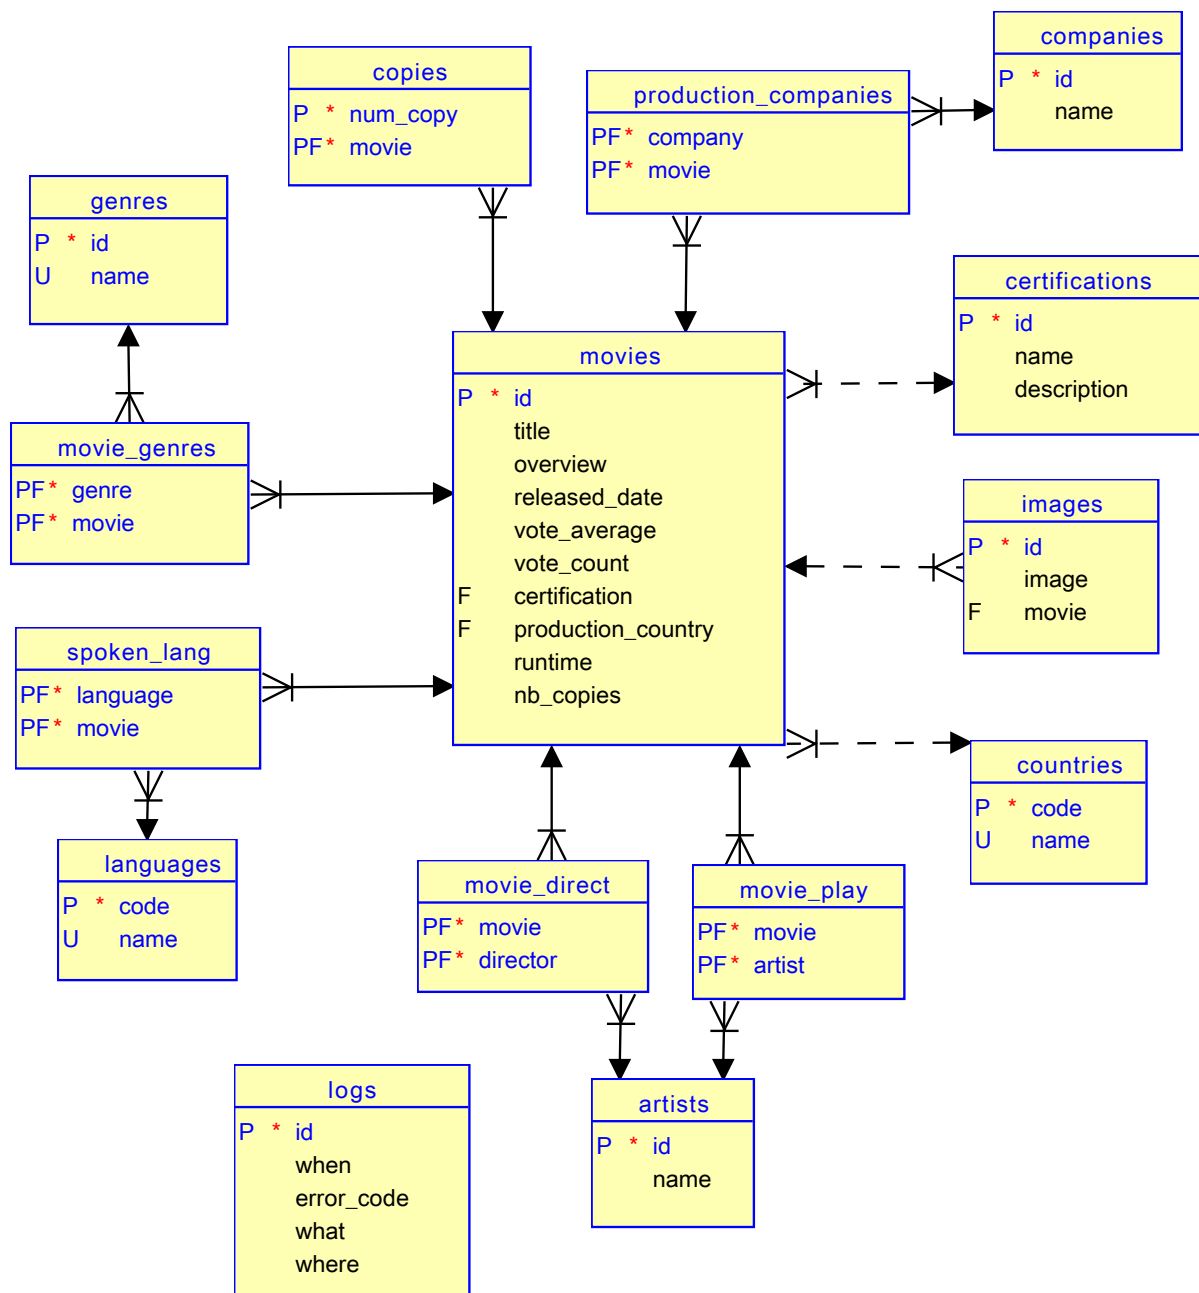 companies
P * id
name
copies
P * num_copy
PF* movie
production_companies
PF* company
PF* movie
genres
P * id
U name
certifications
P * id
name
description
movies
P * id
title
overview
released_date
vote_average
vote_count
F certification
F production_country
runtime
nb_copies
movie_genres
PF* genre
PF* movie
images
P * id
image
F movie
spoken_lang
PF* language
PF* movie
countries
P * code
U name
languages
P * code
U name
movie_direct
PF* movie
PF* director
movie_play
PF* movie
PF* artist
logs
P * id
when
error_code
what
where
artists
P * id
name